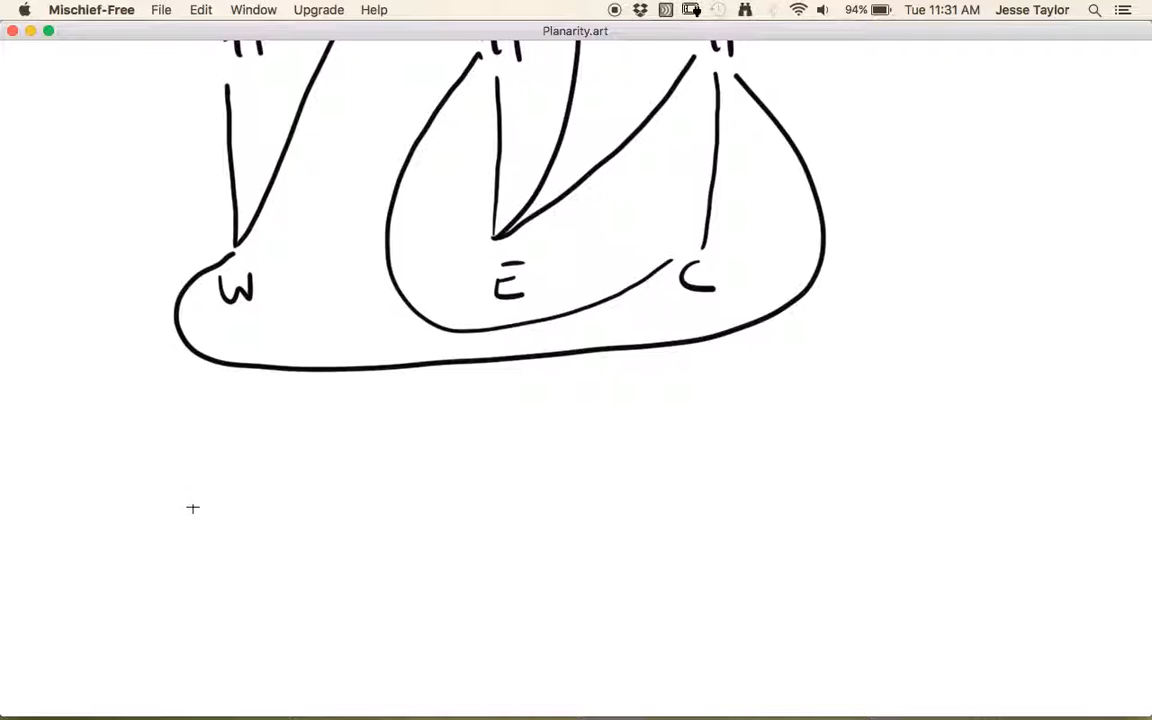 Mischief-Free File Edit Window Upgrade Help 94% Tue 11:31 AM Jesse Taylor
Planarity.art
W E C